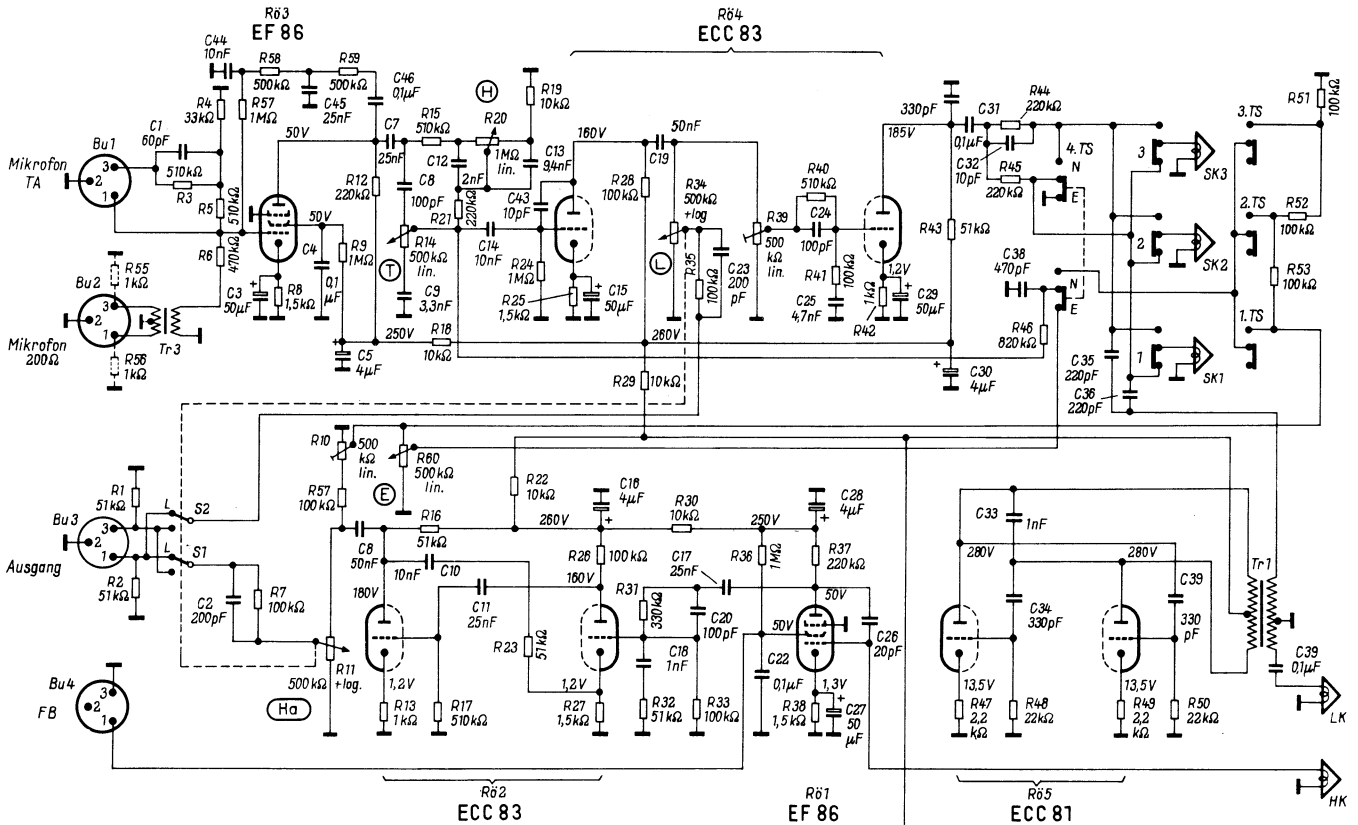 Rö3
EF 86
Rö4
ECC 83
C44
10nF
R58
500kΩ
R59
500kΩ
C45
25nF
C46
0,1μF
R4
33kΩ
R57
1MΩ
C1
60pF
510kΩ
R3
Bu1
Mikrofon
TA
3
2
1
R5
510kΩ
R6
470kΩ
50V
50V
C3
50μF
R8
1,5kΩ
C4
0,1
μF
R9
1MΩ
R12
220kΩ
C7
25nF
C8
100pF
R14
500kΩ
lin.
T
C9
3,3nF
R15
510kΩ
C12
2nF
R21
220kΩ
H
R20
1MΩ
lin.
R19
10kΩ
C13
9,4nF
C43
10pF
C14
10nF
R24
1MΩ
R25
1,5kΩ
C15
50μF
160V
50nF
C19
R28
100kΩ
R34
500kΩ
+log
L
R35
100kΩ
C23
200
pF
R39
500
kΩ
lin.
R40
510kΩ
C24
100pF
R41
100kΩ
C25
4,7nF
330pF
185V
1,2V
1kΩ
R42
C29
50μF
R43
51kΩ
C31
0,1μF
R44
220kΩ
C32
10pF
R45
220kΩ
4.TS
N
E
C38
470pF
N
E
R46
820kΩ
3
SK3
2
SK2
1
SK1
3.TS
2.TS
1.TS
R51
100kΩ
R52
100kΩ
R53
100kΩ
C35
220pF
C36
220pF
Bu2
R55
1kΩ
3
2
1
Mikrofon
200Ω
R56
1kΩ
Tr3
C5
4μF
250V
R18
10kΩ
260V
R29
10kΩ
C30
4μF
R10
500
kΩ
lin.
R57
100kΩ
R60
500kΩ
lin.
E
R22
10kΩ
C16
4μF
C28
4μF
R1
51kΩ
Bu3
3
2
1
Ausgang
R2
51kΩ
L
S2
L
S1
C2
200pF
R7
100kΩ
R11
500kΩ
+log.
Ha
C8
50nF
R16
51kΩ
260V
R30
10kΩ
250V
10nF
C10
180V
C11
25nF
R23
51kΩ
R26
100kΩ
160V
R31
330kΩ
C17
25nF
C20
100pF
C18
1nF
R36
1MΩ
R37
220kΩ
50V
50V
C26
20pF
C22
0,1μF
1,2V
R13
1kΩ
R17
510kΩ
1,2V
R27
1,5kΩ
R32
51kΩ
R33
100kΩ
R38
1,5kΩ
1,3V
C27
50
μF
C33
1nF
280V
280V
C34
330pF
C39
330
pF
13,5V
R47
2,2
kΩ
R48
22kΩ
13,5V
R49
2,2
kΩ
R50
22kΩ
Tr1
C39
0,1μF
LK
HK
Bu4
FB
3
2
1
Rö2
ECC 83
Rö1
EF 86
Rö5
ECC 81